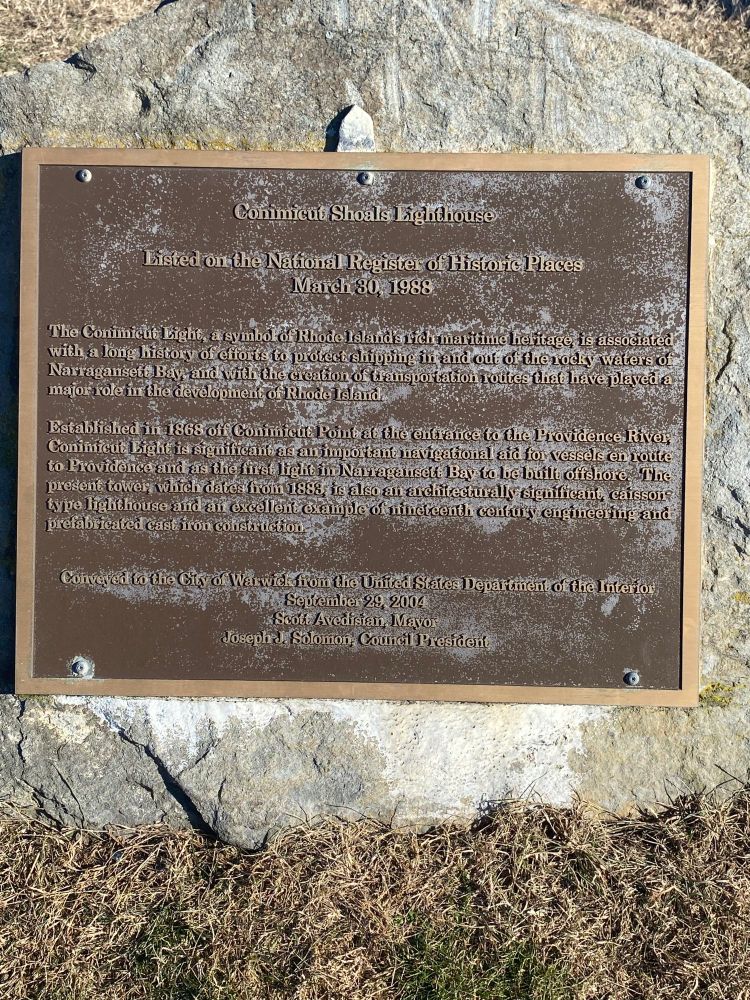 Conimicut Shoals Lighthouse
Listed on the National Register of Historic Places
March 30, 1988
The Conimicut Light, a symbol of Rhode Island's rich maritime heritage, is associated
with a long history of efforts to protect shipping in and out of the rocky waters of
Narragansett Bay, and with the creation of transportation routes that have played a
major role in the development of Rhode Island.
Established in 1868 off Conimicut Point at the entrance to the Providence River,
Conimicut Light is significant as an important navigational aid for vessels en route
to Providence and as the first light in Narragansett Bay to be built offshore. The
present tower, which dates from 1883, is also an architecturally significant, caisson-
type lighthouse and an excellent example of nineteenth century engineering and
prefabricated cast iron construction.
Conveyed to the City of Warwick from the United States Department of the Interior
September 29, 2004
Scott Avedisian, Mayor
Joseph J. Solomon, Council President